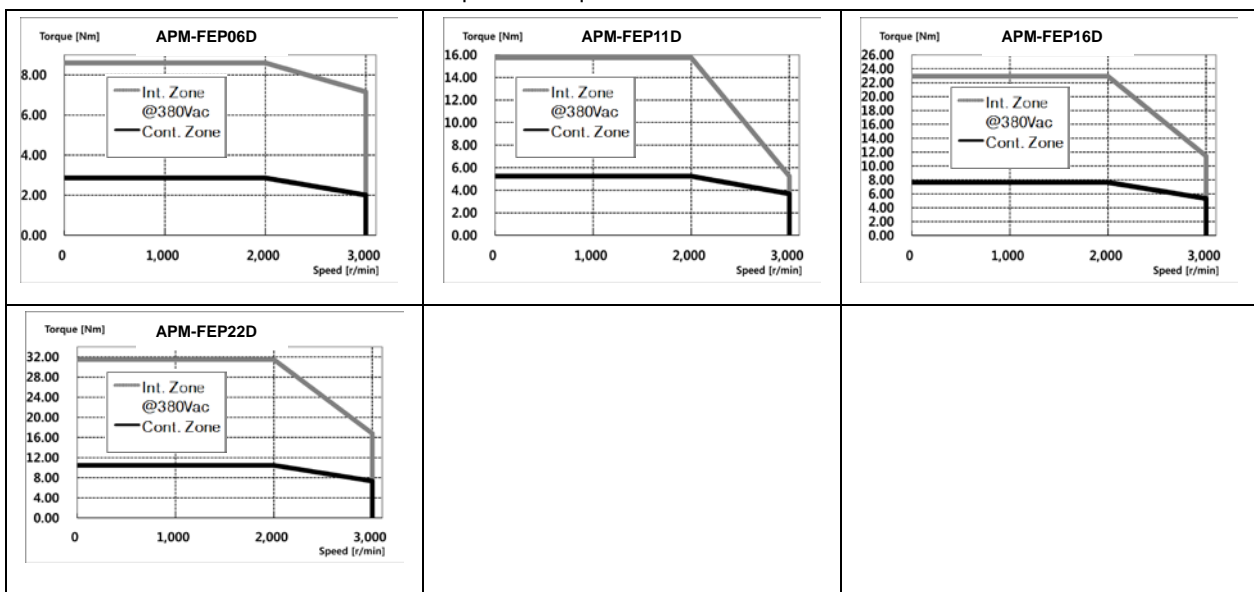 Torque [Nm] APM-FEP06D
8.00
6.00
4.00
2.00
0.00
Int. Zone
@380Vac
Cont. Zone
0 1,000 2,000 3,000
Speed [r/min]
Torque [Nm] APM-FEP11D
16.00
14.00
12.00
10.00
8.00
6.00
4.00
2.00
0.00
Int. Zone
@380Vac
Cont. Zone
0 1,000 2,000 3,000
Speed [r/min]
Torque [Nm] APM-FEP16D
26.00
24.00
22.00
20.00
18.00
16.00
14.00
12.00
10.00
8.00
6.00
4.00
2.00
0.00
Int. Zone
@380Vac
Cont. Zone
0 1,000 2,000 3,000
Speed [r/min]
Torque [Nm] APM-FEP22D
32.00
28.00
24.00
20.00
16.00
12.00
8.00
4.00
0.00
Int. Zone
@380Vac
Cont. Zone
0 1,000 2,000 3,000
Speed [r/min]